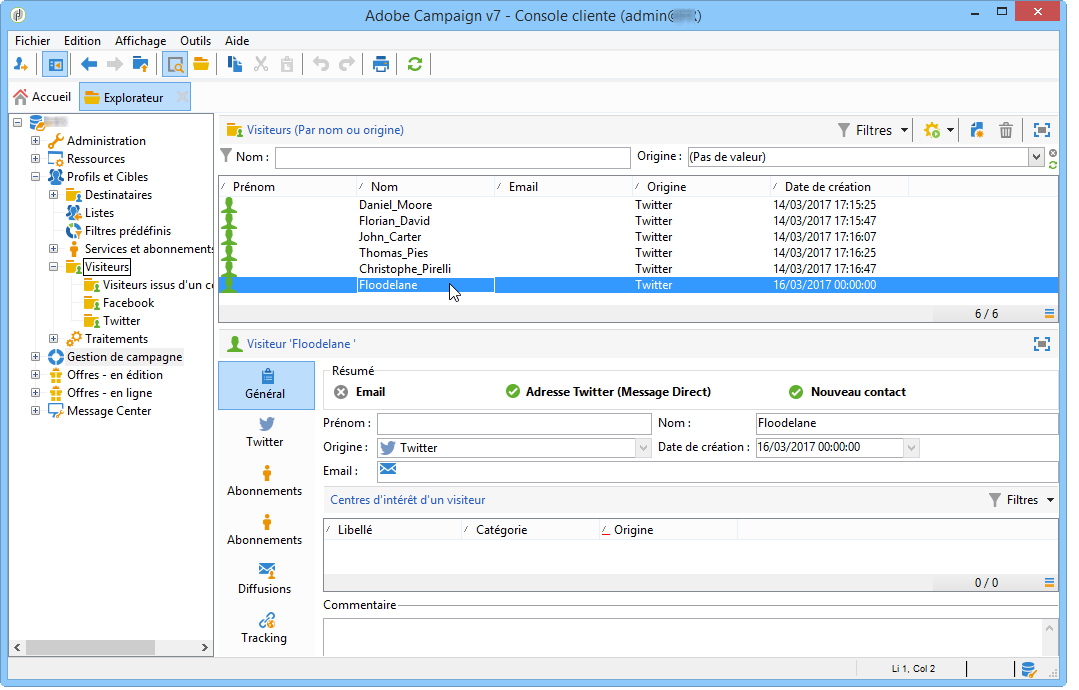 Adobe Campaign v7 - Console cliente (admin@
Fichier Edition Affichage Outils Aide
Accueil Explorateur
Administration
Ressources
Profils et Cibles
Destinataires
Listes
Filtres prédéfinis
Services et abonnements
Visiteurs
Visiteurs issus d'un co
Facebook
Twitter
Traitements
Gestion de campagne
Offres - en édition
Offres - en ligne
Message Center
Visiteurs (Par nom ou origine) Filtres
Nom : Origine : (Pas de valeur)
Prénom Nom Email Origine Date de création
Daniel_Moore Twitter 14/03/2017 17:15:25
Florian_David Twitter 14/03/2017 17:15:47
John_Carter Twitter 14/03/2017 17:16:07
Thomas_Pies Twitter 14/03/2017 17:16:25
Christophe_Pirelli Twitter 14/03/2017 17:16:47
Floodelane Twitter 16/03/2017 00:00:00
6 / 6
Visiteur 'Floodelane '
Général
Twitter
Abonnements
Abonnements
Diffusions
Tracking
Résumé
Email Adresse Twitter (Message Direct) Nouveau contact
Prénom : Nom : Floodelane
Origine : Twitter Date de création : 16/03/2017 00:00:00
Email :
Centres d'intérêt d'un visiteur Filtres
Libellé Catégorie Origine
0 / 0
Commentaire
Li 1, Col 2